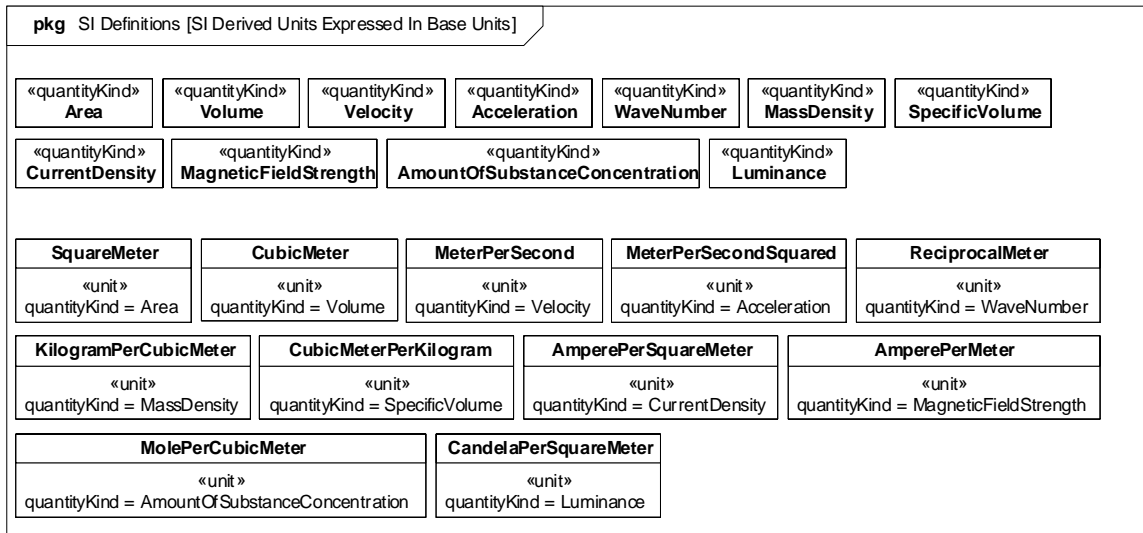 pkg SI Definitions [SI Derived Units Expressed In Base Units]
«quantityKind» «quantityKind» «quantityKind» «quantityKind» «quantityKind» «quantityKind» «quantityKind»
Area Volume Velocity Acceleration WaveNumber MassDensity SpecificVolume
«quantityKind» «quantityKind» «quantityKind» «quantityKind»
CurrentDensity MagneticFieldStrength AmountOfSubstanceConcentration Luminance
SquareMeter CubicMeter MeterPerSecond MeterPerSecondSquared ReciprocalMeter
«unit» «unit» «unit» «unit» «unit»
quantityKind = Area quantityKind = Volume quantityKind = Velocity quantityKind = Acceleration quantityKind = WaveNumber
KilogramPerCubicMeter CubicMeterPerKilogram AmperePerSquareMeter AmperePerMeter
«unit» «unit» «unit» «unit»
quantityKind = MassDensity quantityKind = SpecificVolume quantityKind = CurrentDensity quantityKind = MagneticFieldStrength
MolePerCubicMeter CandelaPerSquareMeter
«unit» «unit»
quantityKind = AmountOfSubstanceConcentration quantityKind = Luminance